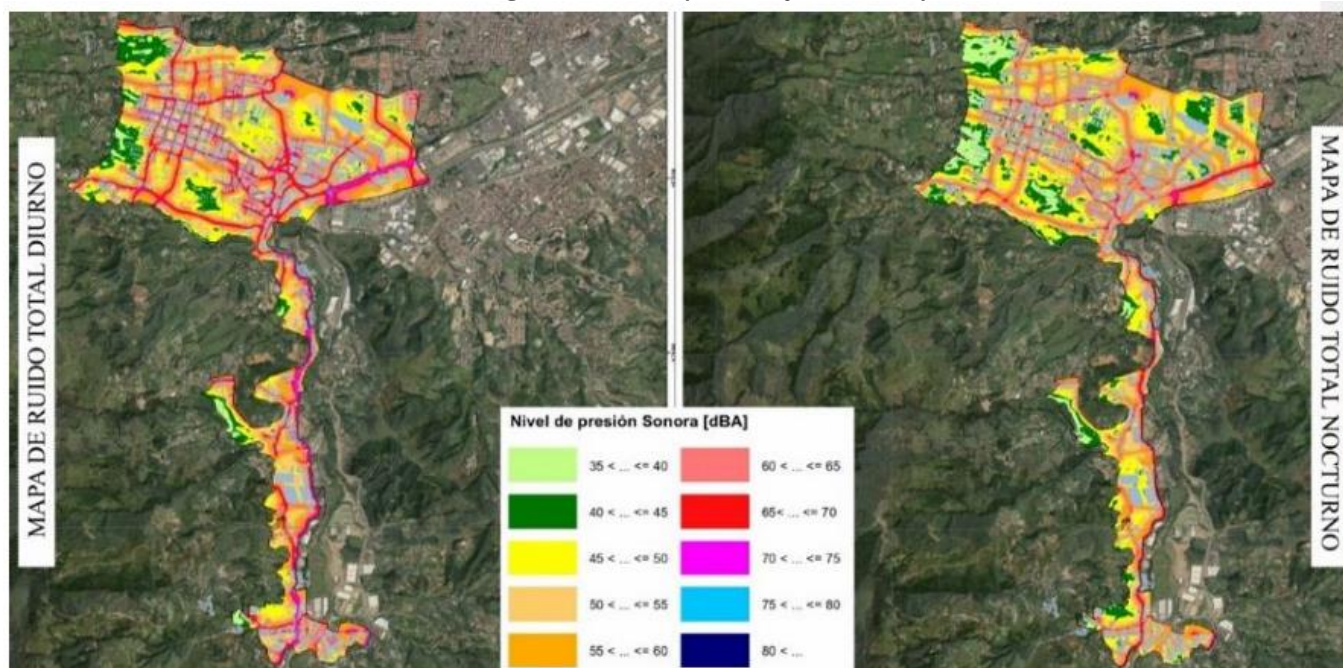 MAPA DE RUIDO TOTAL DIURNO
MAPA DE RUIDO TOTAL NOCTURNO
Nivel de presión Sonora [dBA]
35 < ... <= 40
40 < ... <= 45
45 < ... <= 50
50 < ... <= 55
55 < ... <= 60
60 < ... <= 65
65< ... <= 70
70 < ... <= 75
75 < ... <= 80
80 < ...